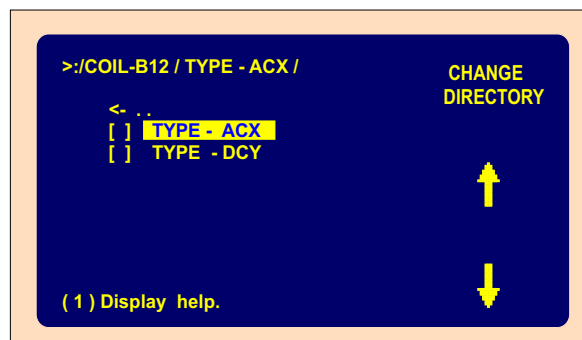 >:/COIL-B12 / TYPE - ACX /
CHANGE
DIRECTORY
<- . .
[ ] TYPE - ACX
[ ] TYPE - DCY
( 1 ) Display help.